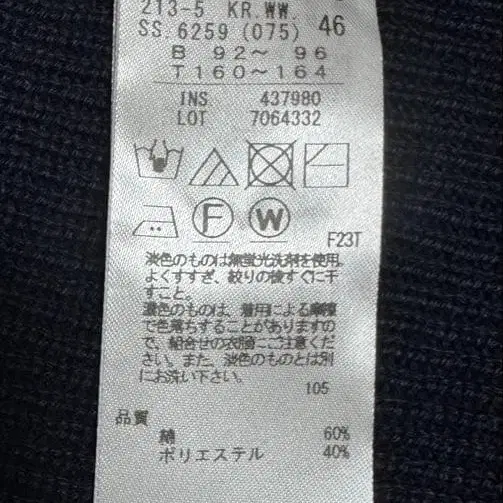 213-5 KR.WW.
SS.6259 (075) 46
B 92～ 96
T160～164
INS 437980
LOT 7064332
F
W
F23T
淡色のものは無蛍光洗剤を使用。
よくすすぎ、絞りの後すぐに干
すこと。
濃色のものは、着用による摩擦
で色落ちすることがありますの
で、組合せの衣類にご注意くだ
さい。また、淡色のものとは別
にお洗い下さい。
105
品質
綿 60%
ポリエステル 40%